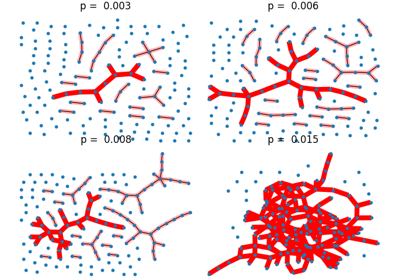 p =  0.003
p =  0.006
p =  0.008
p =  0.015